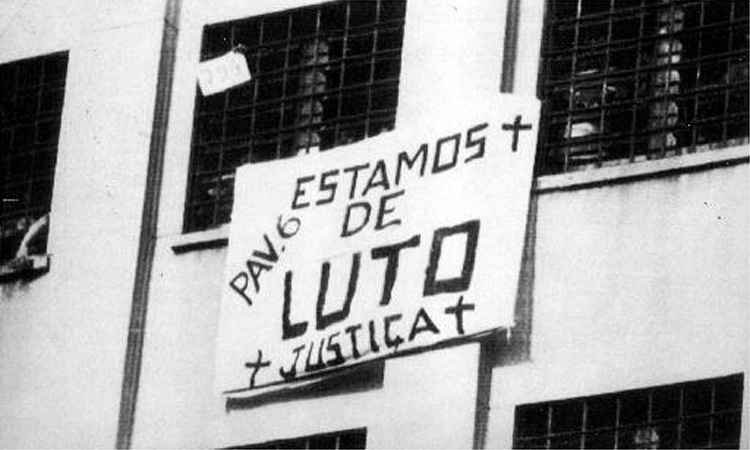 ESTAMOS †
PAV. 6
DE
LUTO
† JUSTIÇA †